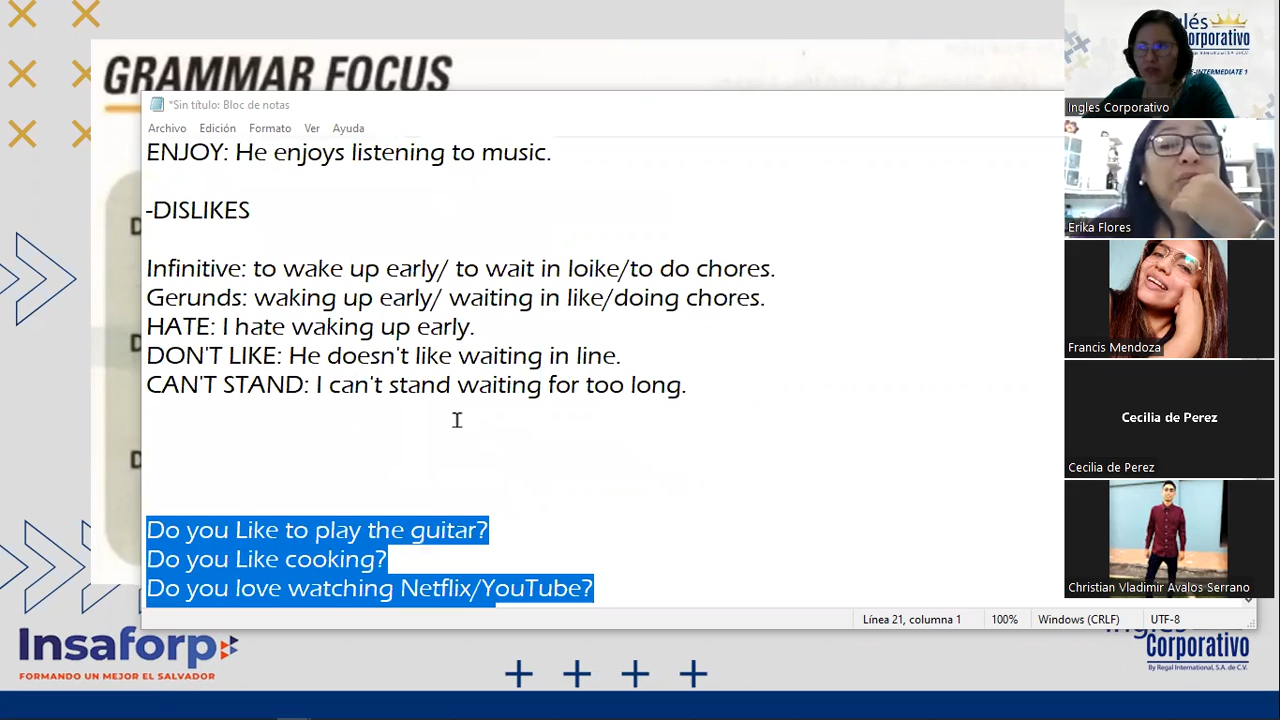 GRAMMAR FOCUS
*Sin título: Bloc de notas
Archivo Edición Formato Ver Ayuda
ENJOY: He enjoys listening to music.
-DISLIKES
Infinitive: to wake up early/ to wait in loike/to do chores.
Gerunds: waking up early/ waiting in like/doing chores.
HATE: I hate waking up early.
DON'T LIKE: He doesn't like waiting in line.
CAN'T STAND: I can't stand waiting for too long.
Do you Like to play the guitar?
Do you Like cooking?
Do you love watching Netflix/YouTube?
Línea 21, columna 1 100% Windows (CRLF) UTF-8
Insaforp
FORMANDO UN MEJOR EL SALVADOR
Corporativo
By Regal International, S.A. de C.V.
Ingles Corporativo
Erika Flores
Francis Mendoza
Cecilia de Perez
Cecilia de Perez
Christian Vladimir Avalos Serrano